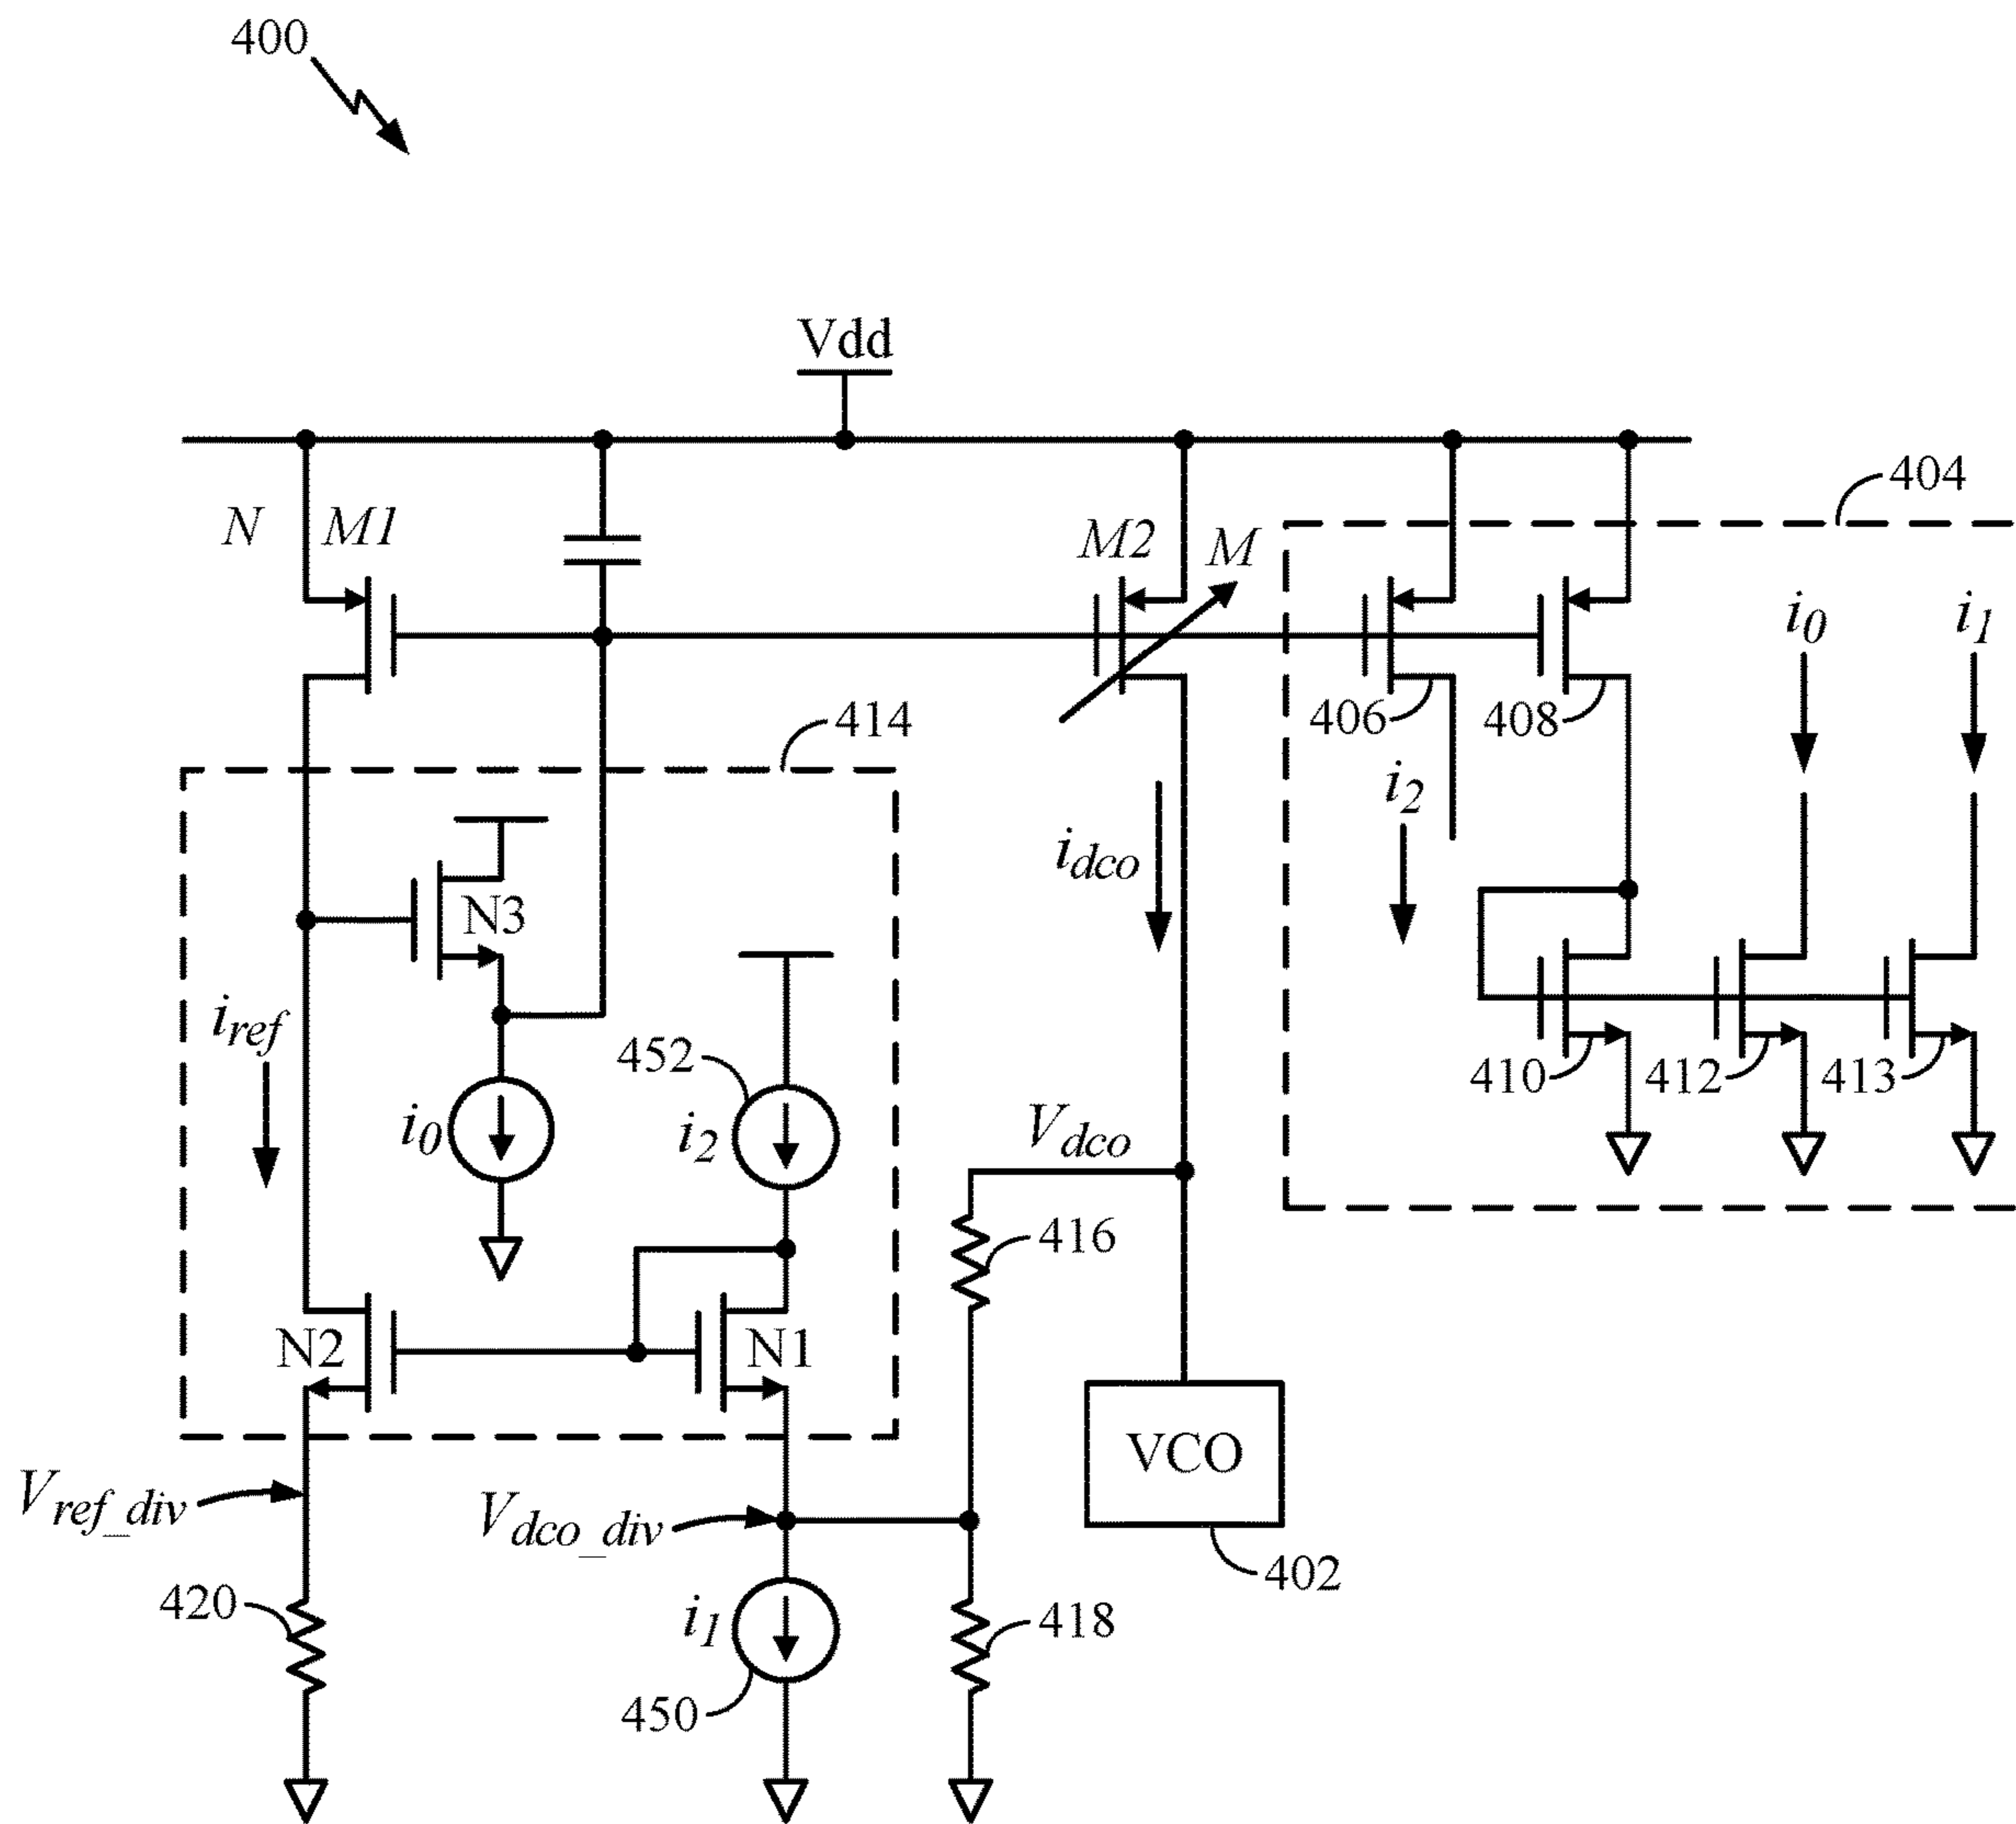 400
Vdd
N M1
M2 M
404
i0
i1
406
408
414
i2
idco
N3
iref
452
410
412
413
i0
i2
Vdco
416
N2
N1
VCO
Vref_div
Vdco_div
402
420
i1
418
450